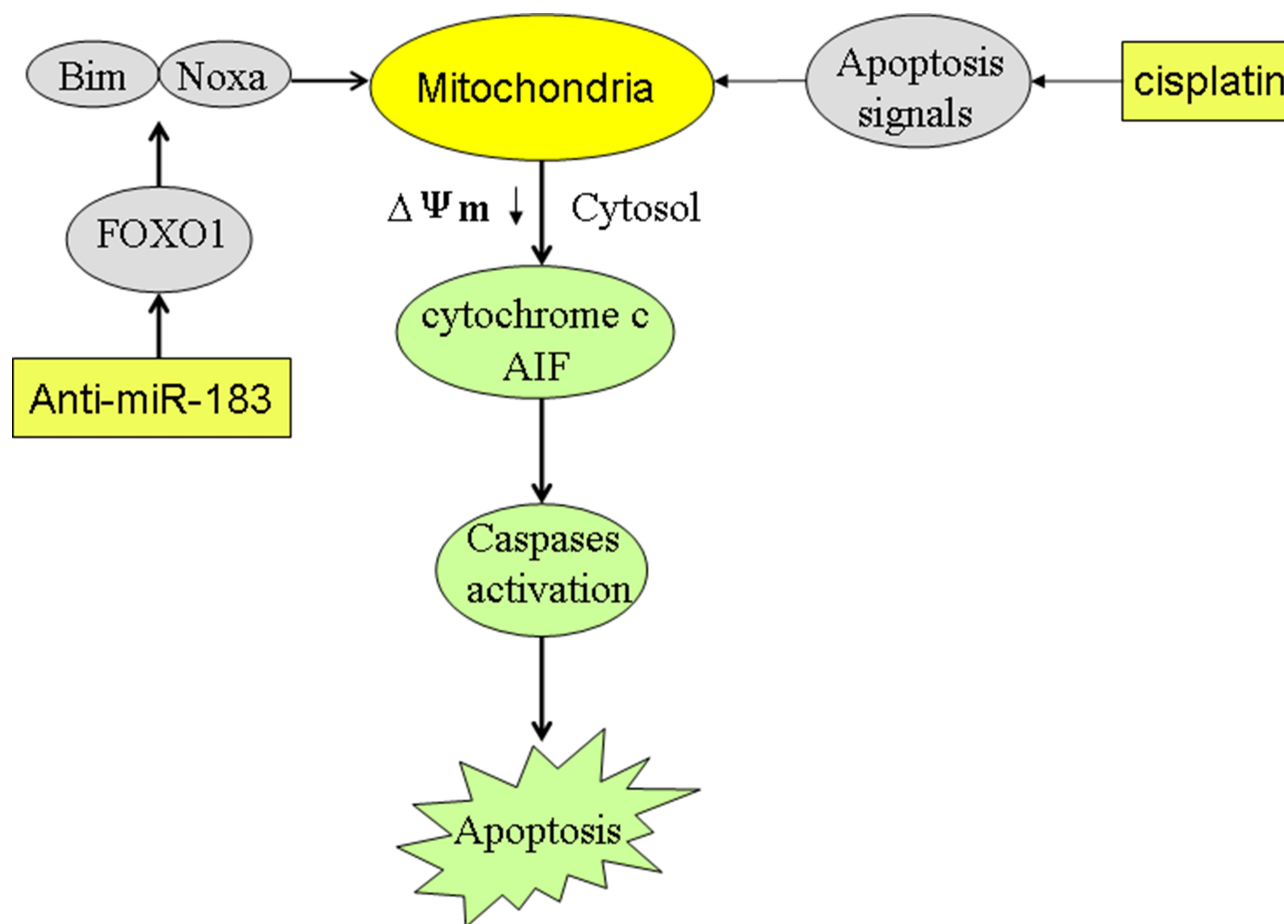 Bim
Noxa
Mitochondria
Apoptosis
signals
cisplatin
ΔΨm ↓
Cytosol
FOXO1
cytochrome c
AIF
Anti-miR-183
Caspases
activation
Apoptosis